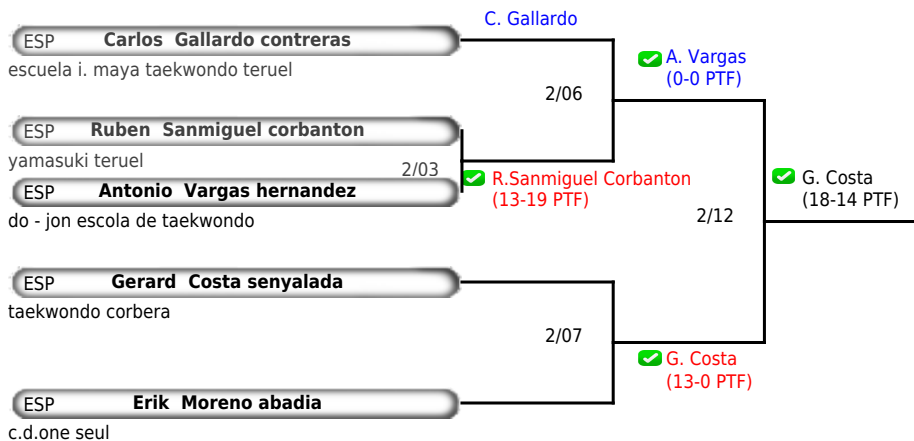 C. Gallardo
ESP Carlos Gallardo contreras
escuela i. maya taekwondo teruel
A. Vargas
(0-0 PTF)
2/06
ESP Ruben Sanmiguel corbanton
yamasuki teruel
2/03
R.Sanmiguel Corbanton
(13-19 PTF)
ESP Antonio Vargas hernandez
do - jon escola de taekwondo
G. Costa
(18-14 PTF)
2/12
ESP Gerard Costa senyalada
taekwondo corbera
2/07
G. Costa
(13-0 PTF)
ESP Erik Moreno abadia
c.d.one seul